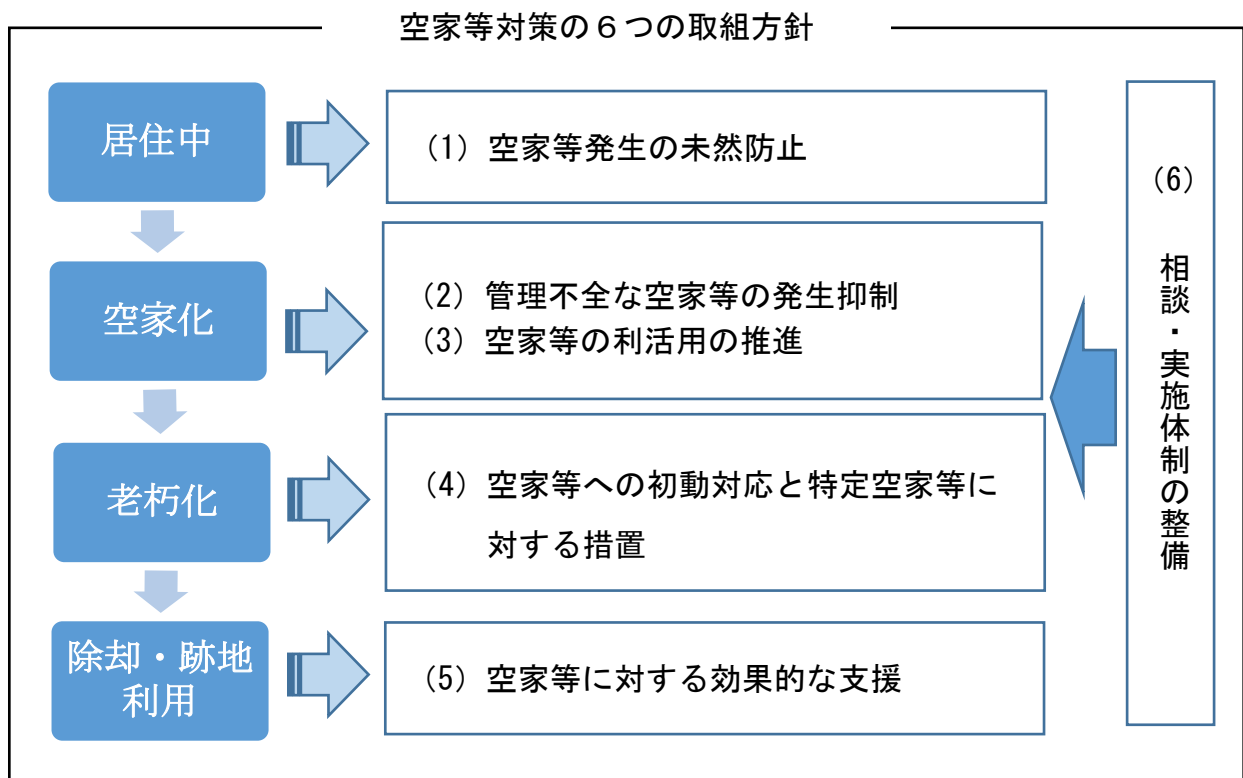 空家等対策の６つの取組方針
居住中
(1) 空家等発生の未然防止
空家化
(2) 管理不全な空家等の発生抑制
(3) 空家等の利活用の推進
老朽化
(4) 空家等への初動対応と特定空家等に
対する措置
除却・跡地
利用
(5) 空家等に対する効果的な支援
(6) 相談・実施体制の整備